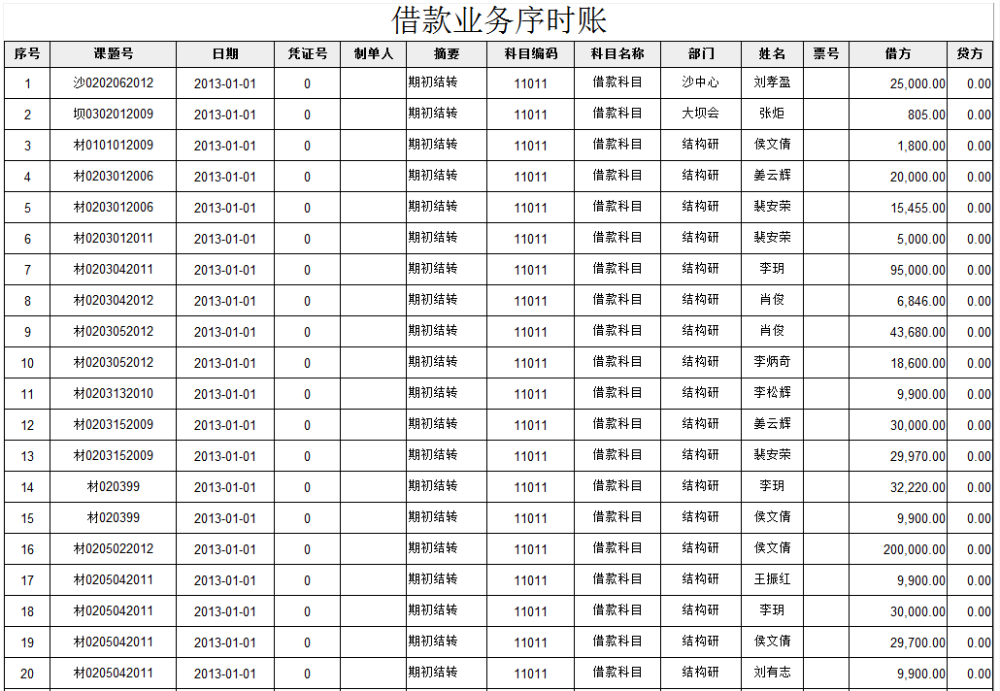 借款业务序时账
序号 课题号 日期 凭证号 制单人 摘要 科目编码 科目名称 部门 姓名 票号 借方 贷方
1 沙0202062012 2013-01-01 0 期初结转 11011 借款科目 沙中心 刘孝盈 25,000.00 0.00
2 坝0302012009 2013-01-01 0 期初结转 11011 借款科目 大坝会 张炬 805.00 0.00
3 材0101012009 2013-01-01 0 期初结转 11011 借款科目 结构研 侯文倩 1,800.00 0.00
4 材0203012006 2013-01-01 0 期初结转 11011 借款科目 结构研 姜云辉 20,000.00 0.00
5 材0203012006 2013-01-01 0 期初结转 11011 借款科目 结构研 裴安荣 15,455.00 0.00
6 材0203012011 2013-01-01 0 期初结转 11011 借款科目 结构研 裴安荣 5,000.00 0.00
7 材0203042011 2013-01-01 0 期初结转 11011 借款科目 结构研 李玥 95,000.00 0.00
8 材0203042012 2013-01-01 0 期初结转 11011 借款科目 结构研 肖俊 6,846.00 0.00
9 材0203052012 2013-01-01 0 期初结转 11011 借款科目 结构研 肖俊 43,680.00 0.00
10 材0203052012 2013-01-01 0 期初结转 11011 借款科目 结构研 李炳奇 18,600.00 0.00
11 材0203132010 2013-01-01 0 期初结转 11011 借款科目 结构研 李松辉 9,900.00 0.00
12 材0203152009 2013-01-01 0 期初结转 11011 借款科目 结构研 姜云辉 30,000.00 0.00
13 材0203152009 2013-01-01 0 期初结转 11011 借款科目 结构研 裴安荣 29,970.00 0.00
14 材020399 2013-01-01 0 期初结转 11011 借款科目 结构研 李玥 32,220.00 0.00
15 材020399 2013-01-01 0 期初结转 11011 借款科目 结构研 侯文倩 9,900.00 0.00
16 材0205022012 2013-01-01 0 期初结转 11011 借款科目 结构研 侯文倩 200,000.00 0.00
17 材0205042011 2013-01-01 0 期初结转 11011 借款科目 结构研 王振红 9,900.00 0.00
18 材0205042011 2013-01-01 0 期初结转 11011 借款科目 结构研 李玥 30,000.00 0.00
19 材0205042011 2013-01-01 0 期初结转 11011 借款科目 结构研 侯文倩 29,700.00 0.00
20 材0205042011 2013-01-01 0 期初结转 11011 借款科目 结构研 刘有志 9,900.00 0.00